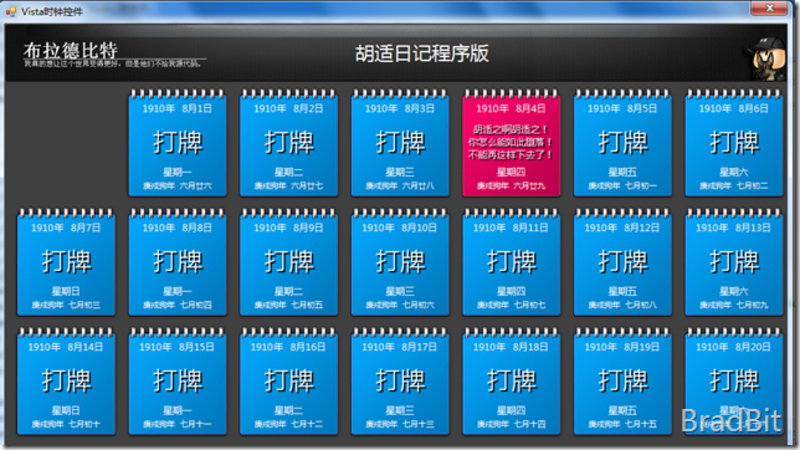 Vista时钟控件
布拉德比特
我真的想让这个世界变得更好，但是他们不给我源代码。
胡适日记程序版
1910年 8月1日
打牌
星期一
庚戌狗年 六月廿六
1910年 8月2日
打牌
星期二
庚戌狗年 六月廿七
1910年 8月3日
打牌
星期三
庚戌狗年 六月廿八
1910年 8月4日
胡适之啊胡适之！
你怎么能如此堕落！
不能再这样下去了！
星期四
庚戌狗年 六月廿九
1910年 8月5日
打牌
星期五
庚戌狗年 七月初一
1910年 8月6日
打牌
星期六
庚戌狗年 七月初二
1910年 8月7日
打牌
星期日
庚戌狗年 七月初三
1910年 8月8日
打牌
星期一
庚戌狗年 七月初四
1910年 8月9日
打牌
星期二
庚戌狗年 七月初五
1910年 8月10日
打牌
星期三
庚戌狗年 七月初六
1910年 8月11日
打牌
星期四
庚戌狗年 七月初七
1910年 8月12日
打牌
星期五
庚戌狗年 七月初八
1910年 8月13日
打牌
星期六
庚戌狗年 七月初九
1910年 8月14日
打牌
星期日
庚戌狗年 七月初十
1910年 8月15日
打牌
星期一
庚戌狗年 七月十一
1910年 8月16日
打牌
星期二
庚戌狗年 七月十二
1910年 8月17日
打牌
星期三
庚戌狗年 七月十三
1910年 8月18日
打牌
星期四
庚戌狗年 七月十四
1910年 8月19日
打牌
星期五
庚戌狗年 七月十五
1910年 8月20日
打牌
BradBit